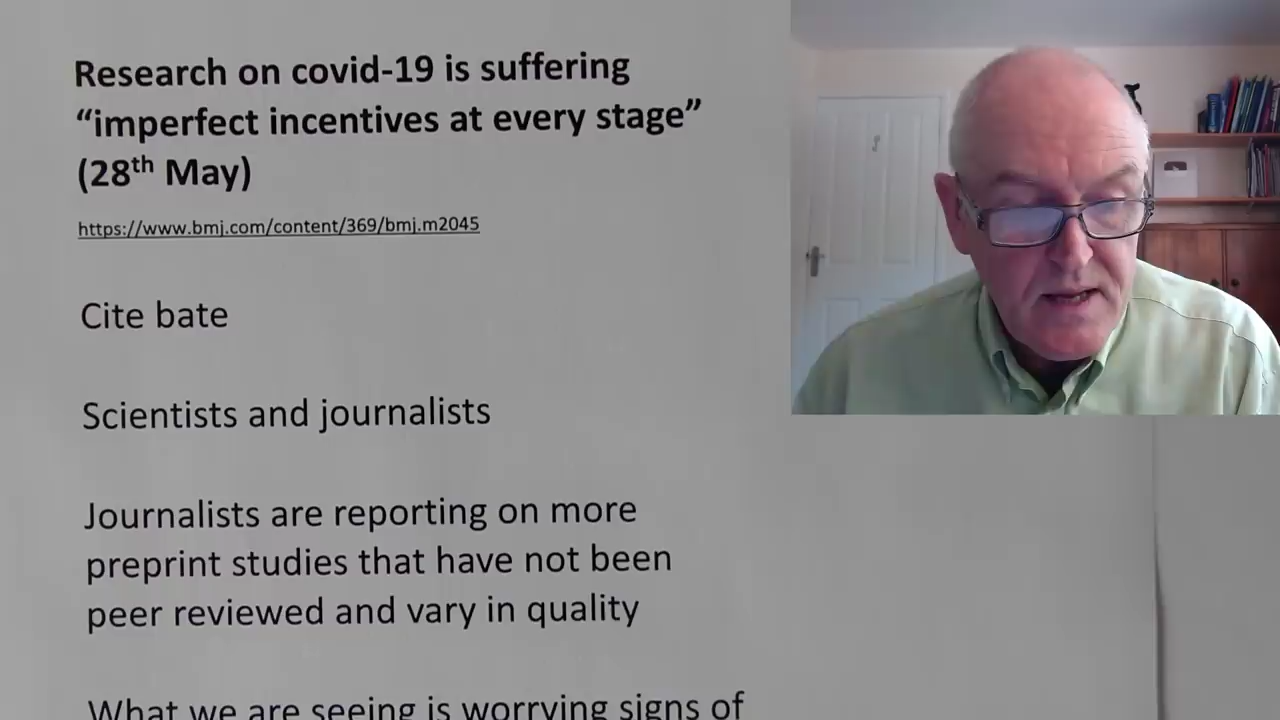 Research on covid-19 is suffering
“imperfect incentives at every stage”
(28th May)
https://www.bmj.com/content/369/bmj.m2045
Cite bate
Scientists and journalists
Journalists are reporting on more
preprint studies that have not been
peer reviewed and vary in quality
What we are seeing is worrying signs of